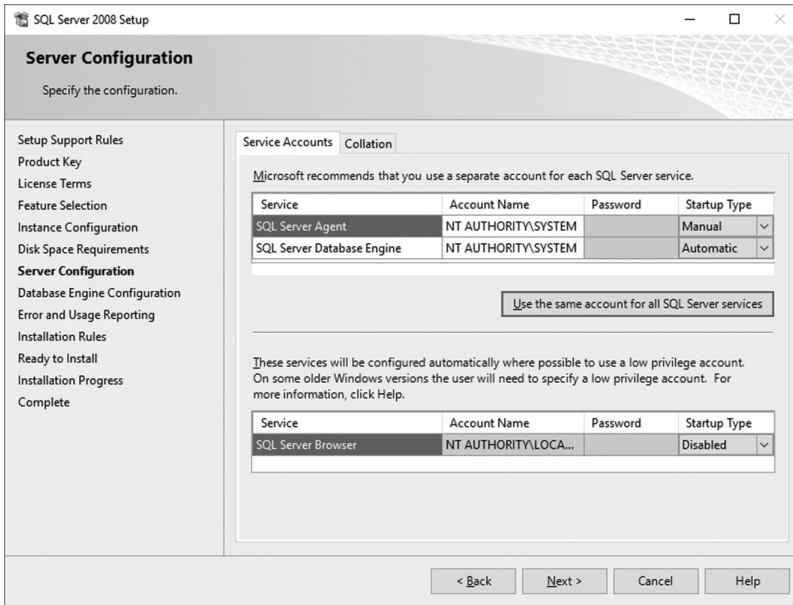 SQL Server 2008 Setup
Server Configuration
Specify the configuration.
Setup Support Rules
Product Key
License Terms
Feature Selection
Instance Configuration
Disk Space Requirements
Server Configuration
Database Engine Configuration
Error and Usage Reporting
Installation Rules
Ready to Install
Installation Progress
Complete
Service Accounts Collation
Microsoft recommends that you use a separate account for each SQL Server service.
Service Account Name Password Startup Type
SQL Server Agent NT AUTHORITY\SYSTEM Manual
SQL Server Database Engine NT AUTHORITY\SYSTEM Automatic
Use the same account for all SQL Server services
These services will be configured automatically where possible to use a low privilege account.
On some older Windows versions the user will need to specify a low privilege account. For
more information, click Help.
Service Account Name Password Startup Type
SQL Server Browser NT AUTHORITY\LOCA... Disabled
< Back Next > Cancel Help